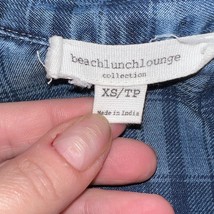 beachlunchlounge
collection
XS/TP
Made in India